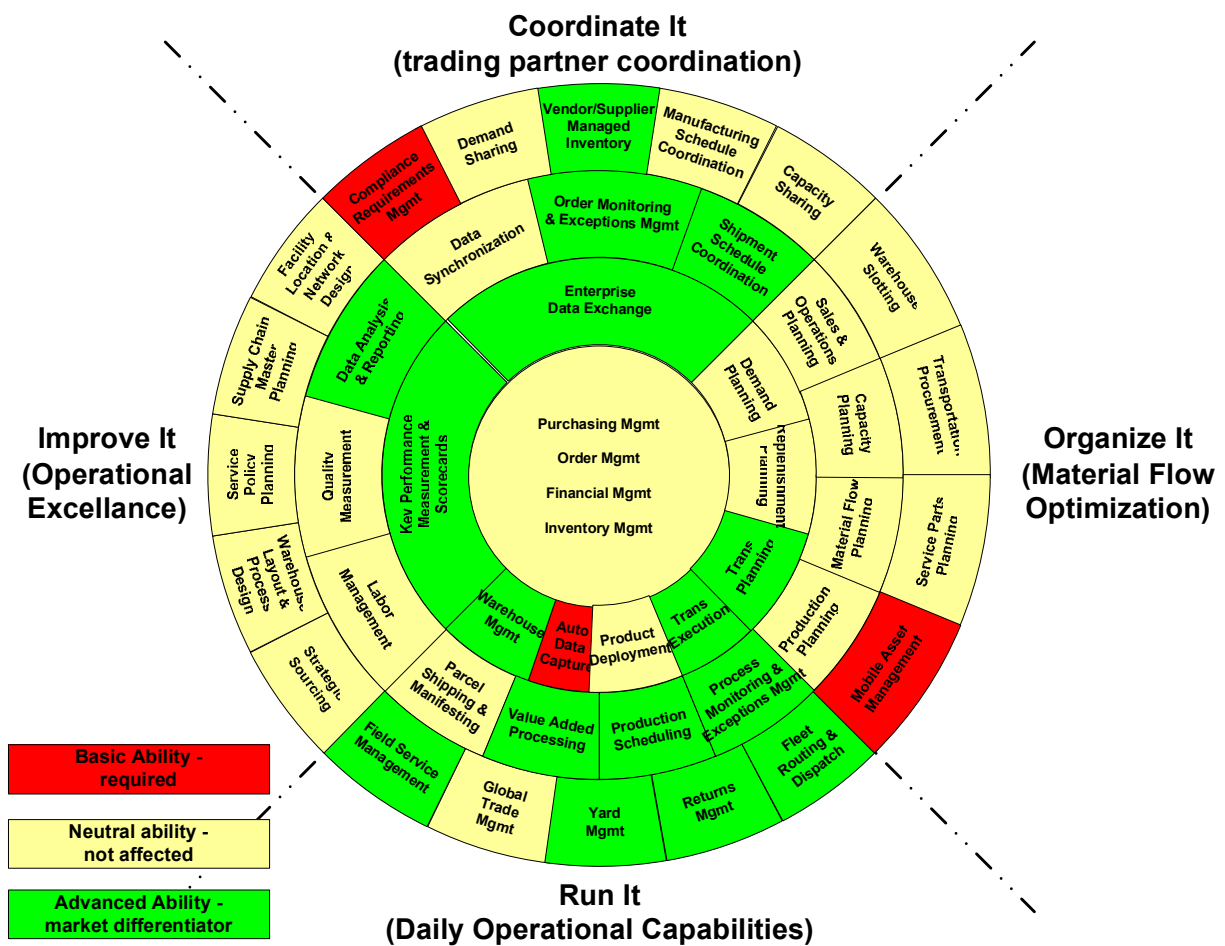 Coordinate It
(trading partner coordination)
Vendor/Supplier
Managed
Inventory
Manufacturing
Schedule
Coordination
Capacity
Sharing
Demand
Sharing
Compliance
Requirements
Mgmt
Data
Synchronization
Order Monitoring
& Exceptions Mgmt
Shipment
Schedule
Coordination
Enterprise
Data Exchange
Warehouse
Slotting
Transportation
Procurement
Service Parts
Planning
Mobile Asset
Management
Sales &
Operations
Planning
Capacity
Planning
Material Flow
Planning
Production
Planning
Demand
Planning
Replenishment
Planning
Trans
Planning
Organize It
(Material Flow
Optimization)
Facility
Location &
Network
Design
Supply Chain
Master
Planning
Service
Policy
Planning
Warehouse
Layout &
Process
Design
Strategic
Sourcing
Data Analysis
& Reporting
Quality
Measurement
Labor
Management
Key Performance
Measurement &
Scorecards
Improve It
(Operational
Excellance)
Purchasing Mgmt
Order Mgmt
Financial Mgmt
Inventory Mgmt
Warehouse
Mgmt
Auto
Data
Capture
Product
Deployment
Trans
Execution
Parcel
Shipping &
Manifesting
Value Added
Processing
Production
Scheduling
Process
Monitoring &
Exceptions Mgmt
Field Service
Management
Global
Trade
Mgmt
Yard
Mgmt
Returns
Mgmt
Fleet
Routing &
Dispatch
Run It
(Daily Operational Capabilities)
Basic Ability -
required
Neutral ability -
not affected
Advanced Ability -
market differentiator